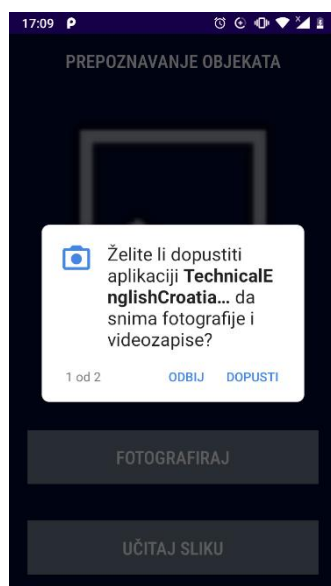 17:09
PREPOZNAVANJE OBJEKATA
Želite li dopustiti
aplikaciji TechnicalE
nglishCroatia... da
snima fotografije i
videozapise?
1 od 2 ODBIJ DOPUSTI
FOTOGRAFIRAJ
UČITAJ SLIKU